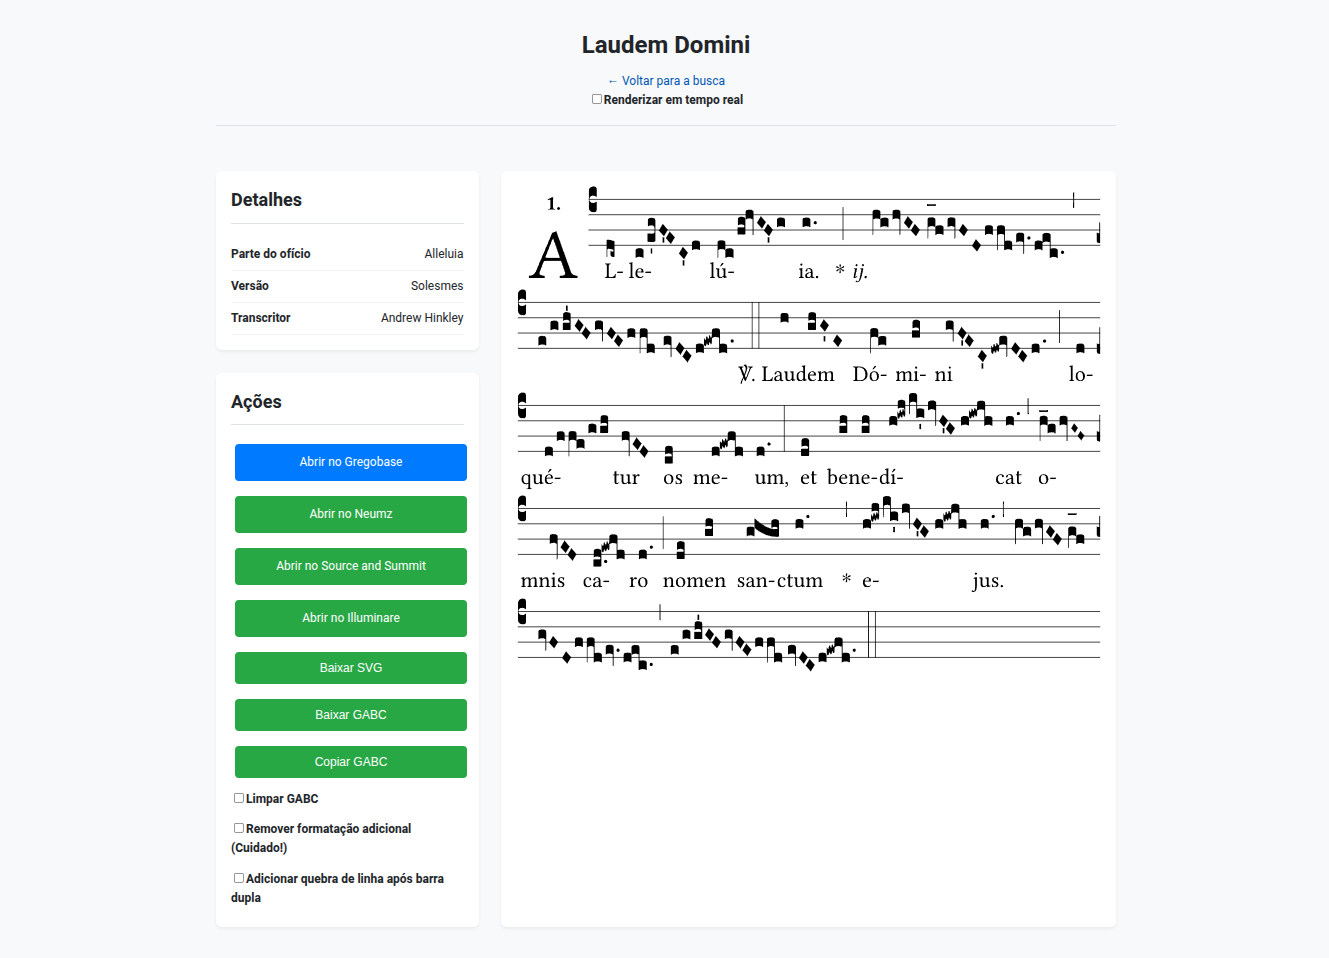 Laudem Domini
← Voltar para a busca
Renderizar em tempo real
Detalhes
Parte do ofício Alleluia
Versão Solesmes
Transcritor Andrew Hinkley
Ações
Abrir no Gregobase
Abrir no Neumz
Abrir no Source and Summit
Abrir no Illuminare
Baixar SVG
Baixar GABC
Copiar GABC
Limpar GABC
Remover formatação adicional
(Cuidado!)
Adicionar quebra de linha após barra
dupla
1.
AL- le- lú- ia. * ij.
℣. Laudem Dó- mi- ni lo-
qué- tur os me- um, et bene-dí- cat o-
mnis ca- ro nomen san-ctum * e- jus.